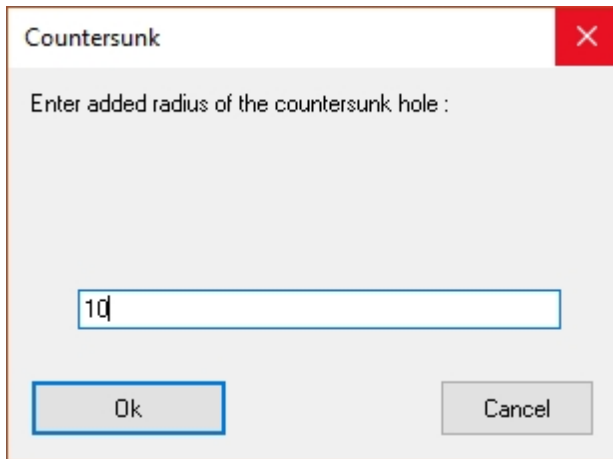 Countersunk
Enter added radius of the countersunk hole :
10
Ok
Cancel